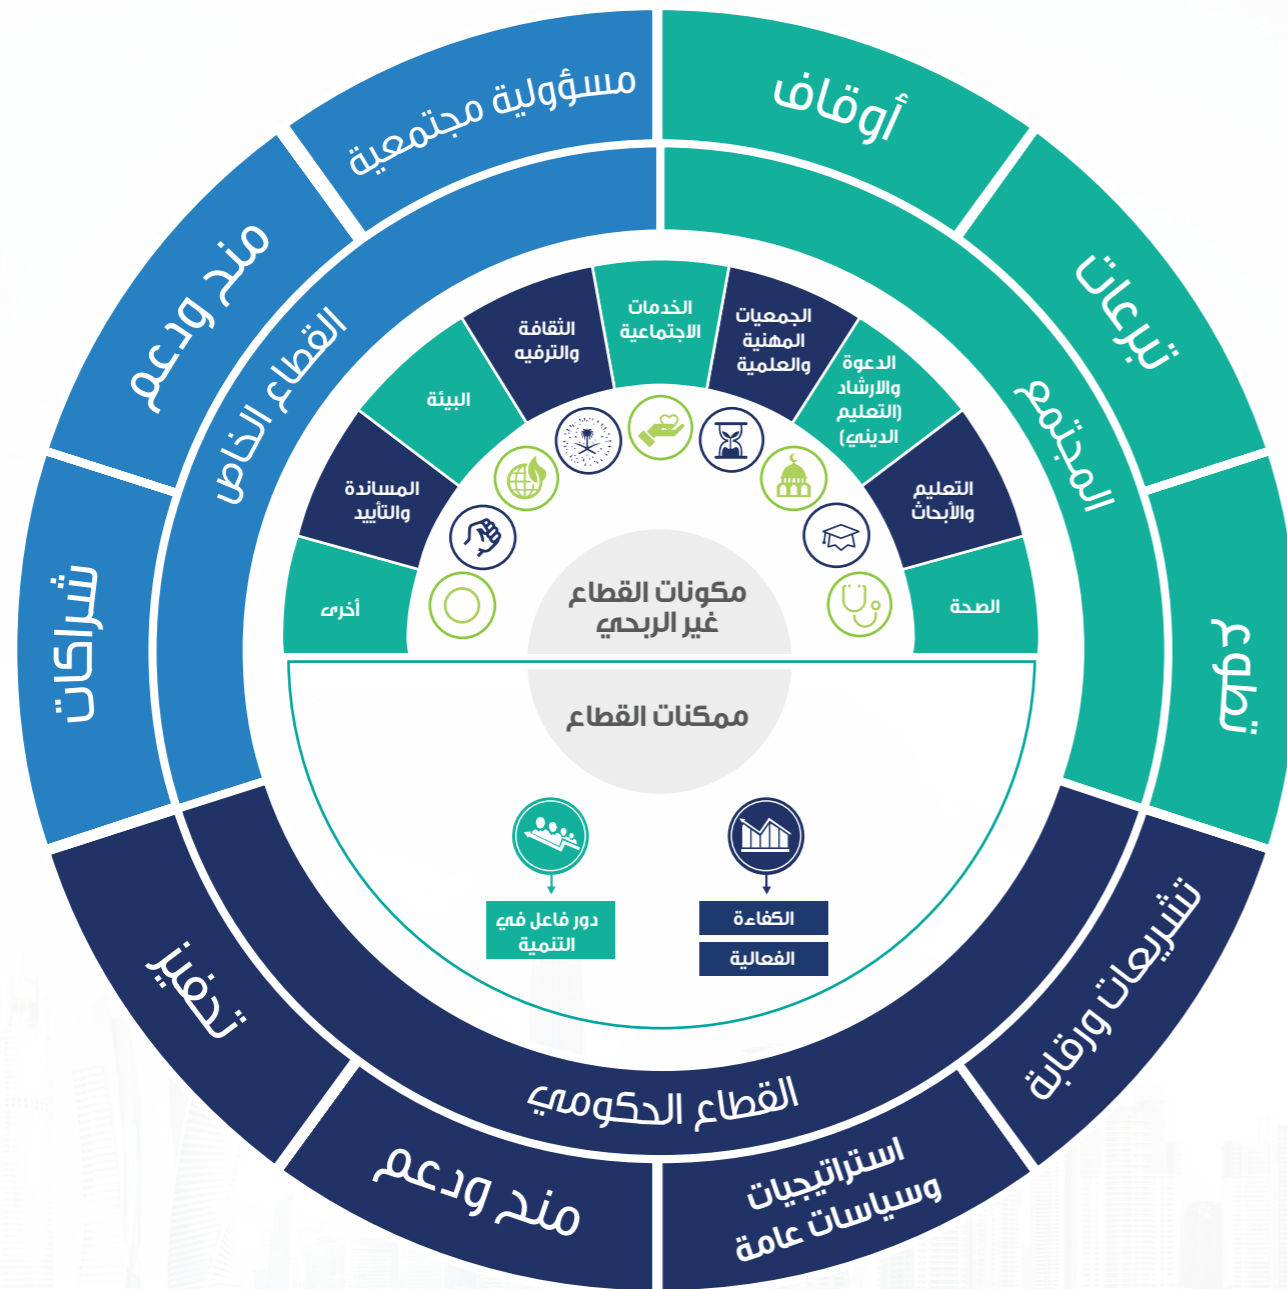 أوقاف
تبرعات
تطوع
المجتمع
مسؤولية مجتمعية
منح ودعم
شراكات
القطاع الخاص
تشريعات ورقابة
استراتيجيات
وسياسات عامة
منح ودعم
تحفيز
القطاع الحكومي
الصحة
التعليم
والأبحاث
الدعوة
والارشاد
(التعليم
الديني)
الجمعيات
المهنية
والعلمية
الخدمات
الاجتماعية
الثقافة
والترفيه
البيئة
المساندة
والتأييد
أخرى
مكونات القطاع
غير الربحي
ممكنات القطاع
الكفاءة
الفعالية
دور فاعل في
التنمية